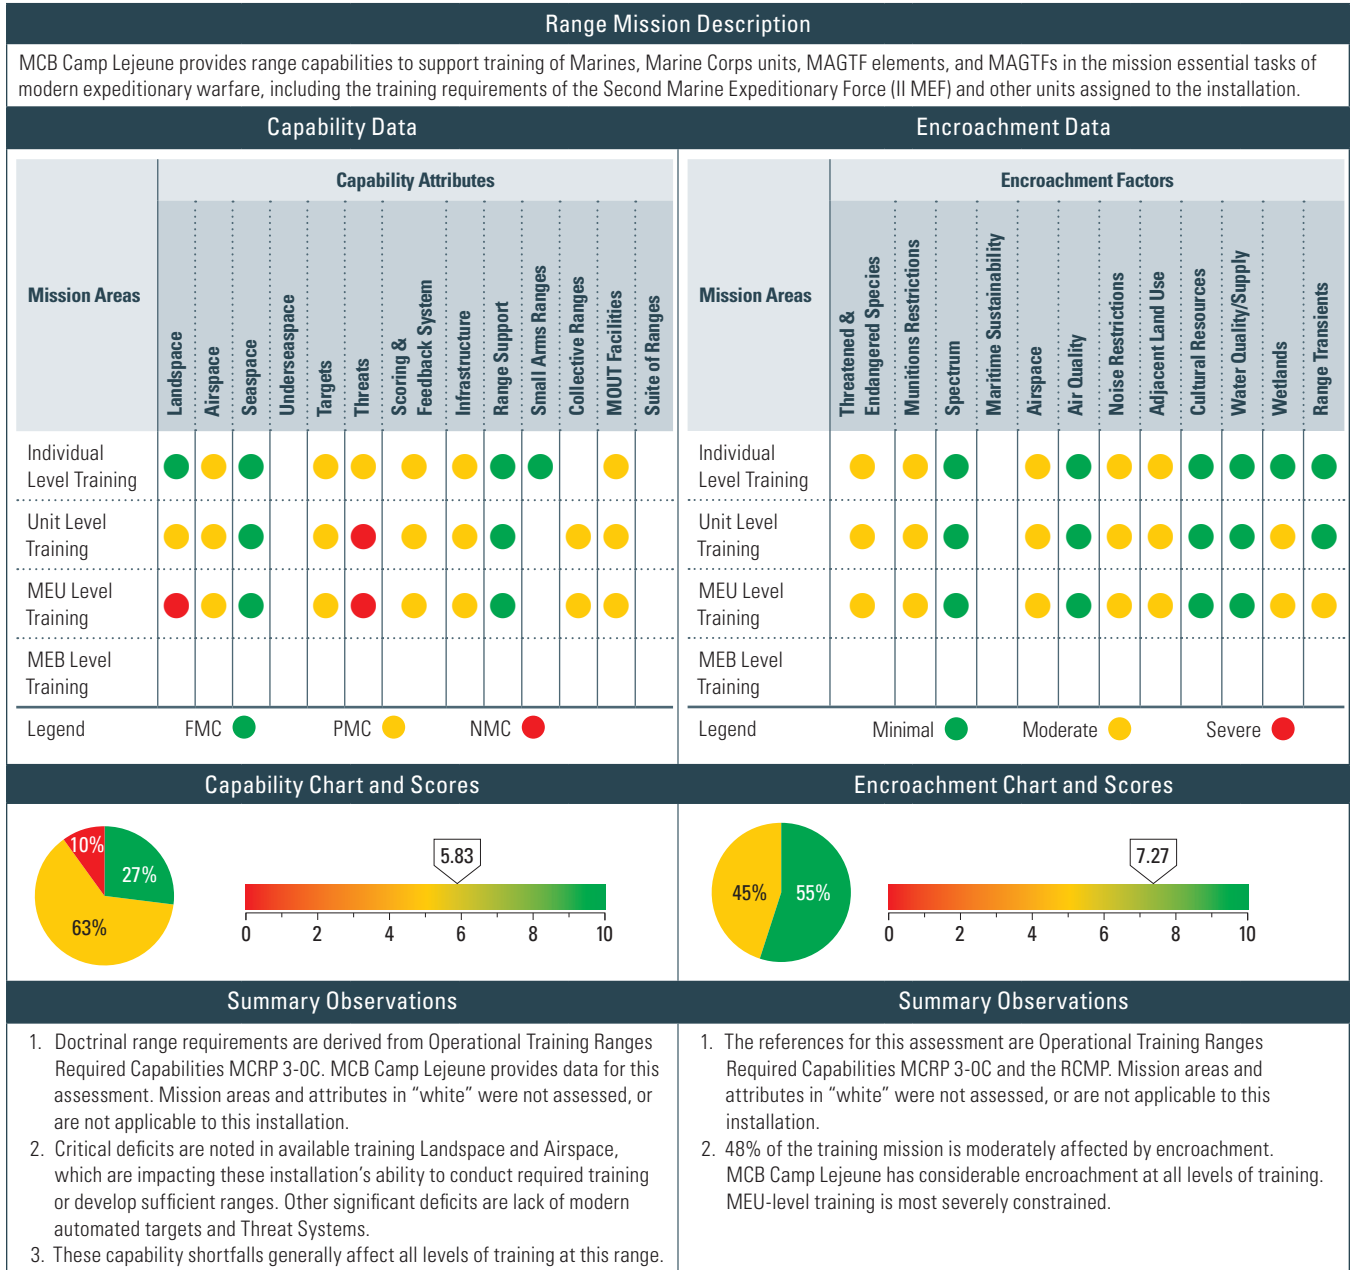 Range Mission Description
MCB Camp Lejeune provides range capabilities to support training of Marines, Marine Corps units, MAGTF elements, and MAGTFs in the mission essential tasks of
modern expeditionary warfare, including the training requirements of the Second Marine Expeditionary Force (II MEF) and other units assigned to the installation.
Capability Data
Mission Areas
Capability Attributes
Landspace
Airspace
Seaspace
Underseaspace
Targets
Threats
Scoring &
Feedback System
Infrastructure
Range Support
Small Arms Ranges
Collective Ranges
MOUT Facilities
Suite of Ranges
Individual
Level Training
Unit Level
Training
MEU Level
Training
MEB Level
Training
Legend
FMC
PMC
NMC
Encroachment Data
Mission Areas
Encroachment Factors
Threatened &
Endangered Species
Munitions Restrictions
Spectrum
Maritime Sustainability
Airspace
Air Quality
Noise Restrictions
Adjacent Land Use
Cultural Resources
Water Quality/Supply
Wetlands
Range Transients
Individual
Level Training
Unit Level
Training
MEU Level
Training
MEB Level
Training
Legend
Minimal
Moderate
Severe
Capability Chart and Scores
10%
27%
63%
5.83
0 2 4 6 8 10
Encroachment Chart and Scores
45%
55%
7.27
0 2 4 6 8 10
Summary Observations
1. Doctrinal range requirements are derived from Operational Training Ranges
Required Capabilities MCRP 3-0C. MCB Camp Lejeune provides data for this
assessment. Mission areas and attributes in “white” were not assessed, or
are not applicable to this installation.
2. Critical deficits are noted in available training Landspace and Airspace,
which are impacting these installation’s ability to conduct required training
or develop sufficient ranges. Other significant deficits are lack of modern
automated targets and Threat Systems.
3. These capability shortfalls generally affect all levels of training at this range.
Summary Observations
1. The references for this assessment are Operational Training Ranges
Required Capabilities MCRP 3-0C and the RCMP. Mission areas and
attributes in “white” were not assessed, or are not applicable to this
installation.
2. 48% of the training mission is moderately affected by encroachment.
MCB Camp Lejeune has considerable encroachment at all levels of training.
MEU-level training is most severely constrained.